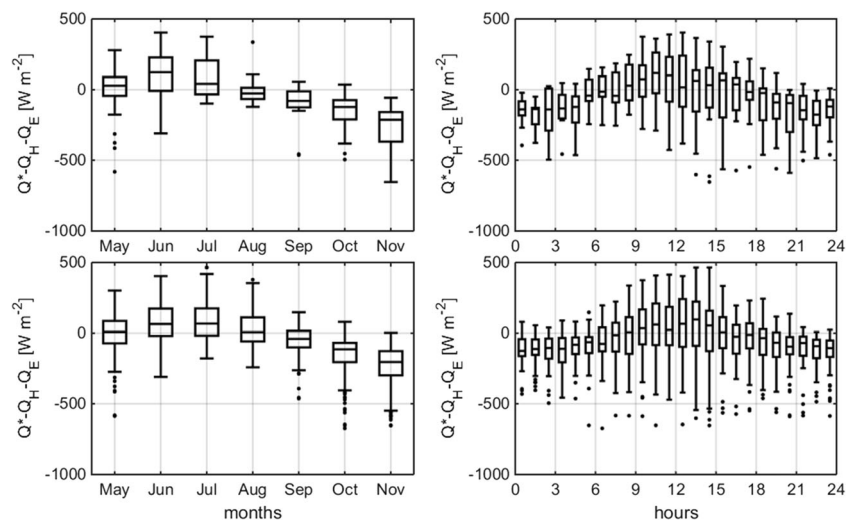 500
0
-500
-1000
Q*-QH-QE [W m-2]
May Jun Jul Aug Sep Oct Nov
500
0
-500
-1000
Q*-QH-QE [W m-2]
0 3 6 9 12 15 18 21 24
500
0
-500
-1000
Q*-QH-QE [W m-2]
May Jun Jul Aug Sep Oct Nov
months
500
0
-500
-1000
Q*-QH-QE [W m-2]
0 3 6 9 12 15 18 21 24
hours